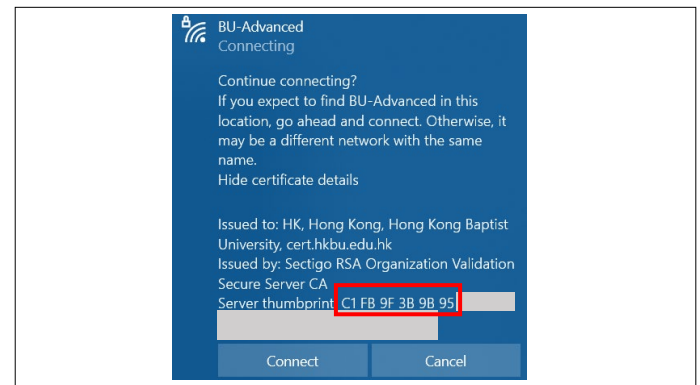 BU-Advanced
Connecting
Continue connecting?
If you expect to find BU-Advanced in this
location, go ahead and connect. Otherwise, it
may be a different network with the same
name.
Hide certificate details
Issued to: HK, Hong Kong, Hong Kong Baptist
University, cert.hkbu.edu.hk
Issued by: Sectigo RSA Organization Validation
Secure Server CA
Server thumbprint: C1 FB 9F 3B 9B 95
Connect
Cancel